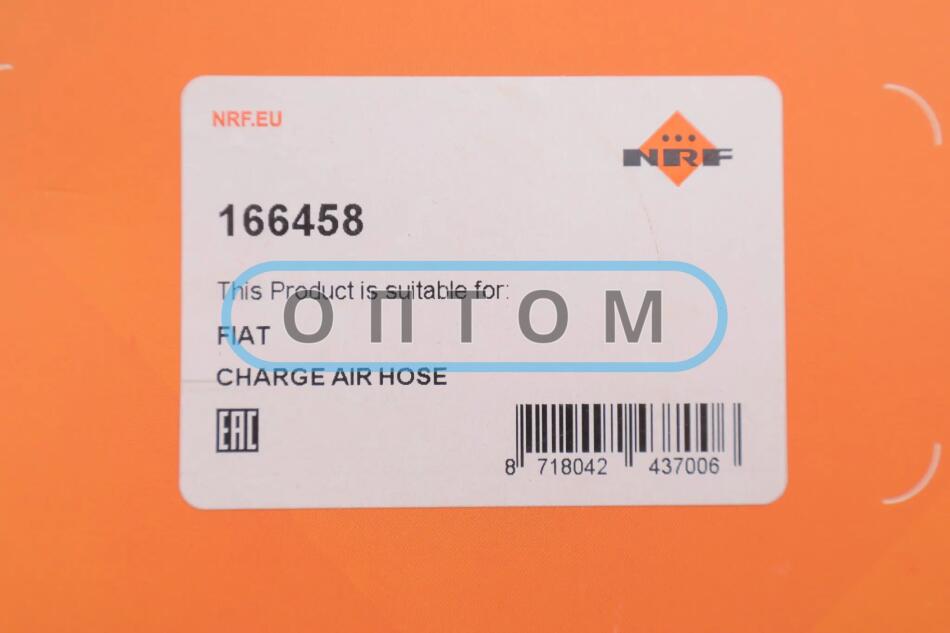 NRF.EU
NRF
166458
This Product is suitable for:
ОПТОМ
FIAT
CHARGE AIR HOSE
EAC
8 718042 437006